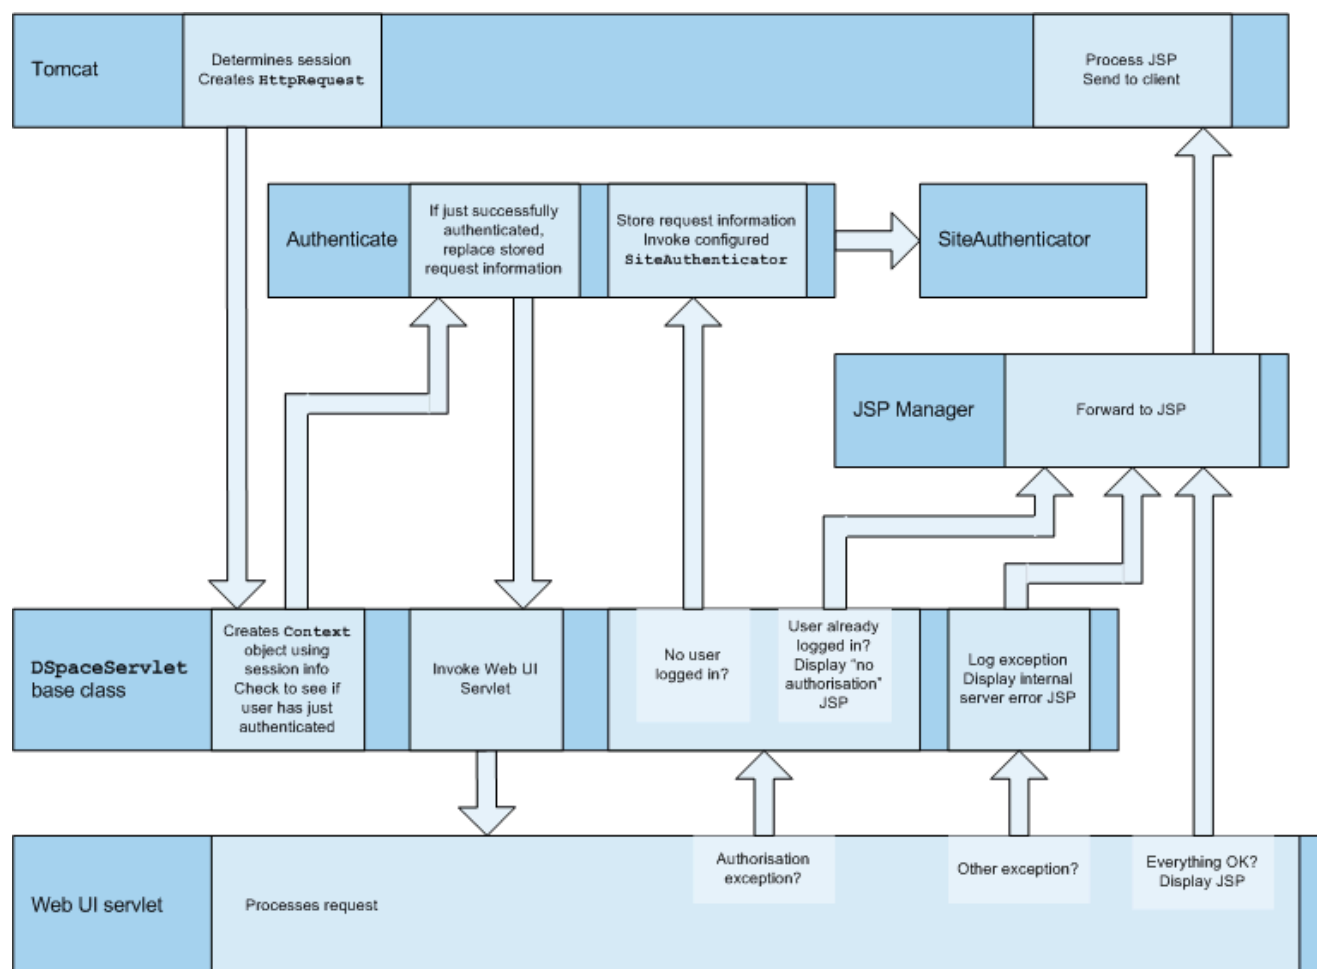 Tomcat
Determines session
Creates HttpRequest
Process JSP
Send to client
Authenticate
If just successfully
authenticated,
replace stored
request information
Store request information
Invoke configured
SiteAuthenticator
SiteAuthenticator
JSP Manager
Forward to JSP
DSpaceServlet
base class
Creates Context
object using
session info
Check to see if
user has just
authenticated
Invoke Web UI
Servlet
No user
logged in?
User already
logged in?
Display "no
authorisation"
JSP
Log exception
Display internal
server error JSP
Web UI servlet
Processes request
Authorisation
exception?
Other exception?
Everything OK?
Display JSP